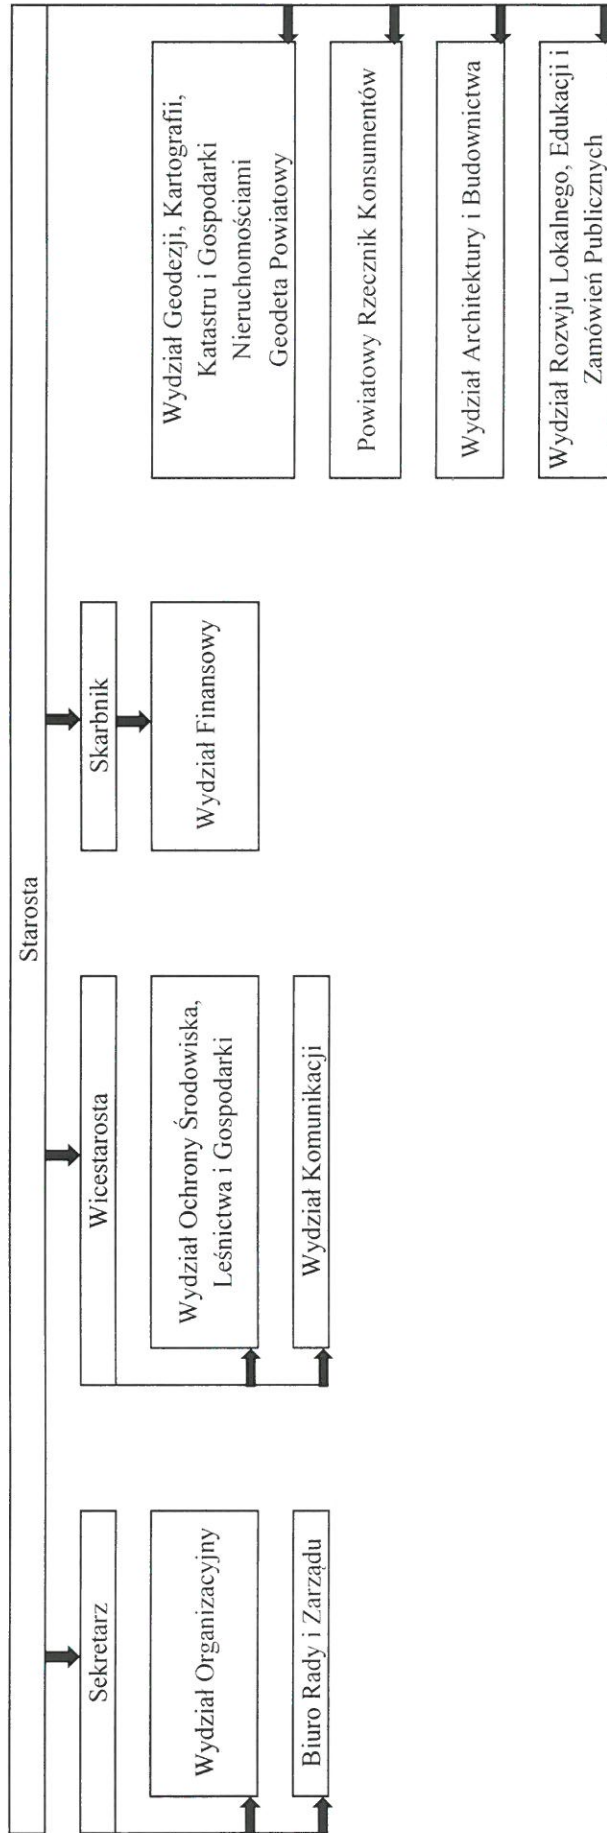 Starosta
Sekretarz
Wydział Organizacyjny
Biuro Rady i Zarządu
Wicestarosta
Wydział Ochrony Środowiska,
Leśnictwa i Gospodarki
Wydział Komunikacji
Skarbnik
Wydział Finansowy
Wydział Geodezji, Kartografii,
Katastru i Gospodarki
Nieruchomościami
Geodeta Powiatowy
Powiatowy Rzecznik Konsumentów
Wydział Architektury i Budownictwa
Wydział Rozwju Lokalnego, Edukacji i
Zamówień Publicznych